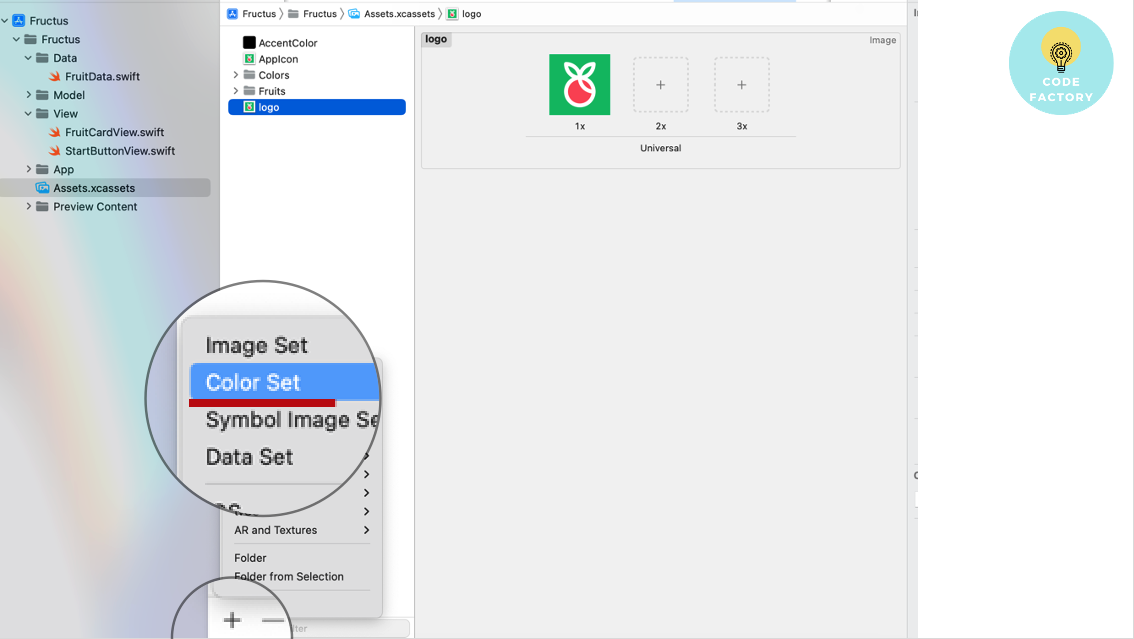 Fructus
Fructus
Data
FruitData.swift
Model
View
FruitCardView.swift
StartButtonView.swift
App
Assets.xcassets
Preview Content
Fructus
Fructus
Assets.xcassets
logo
AccentColor
AppIcon
Colors
Fruits
logo
logo
Image
1x
2x
3x
Universal
Image Set
Color Set
Symbol Image Se
Data Set
AR and Textures
Folder
Folder from Selection
CODE
FACTORY